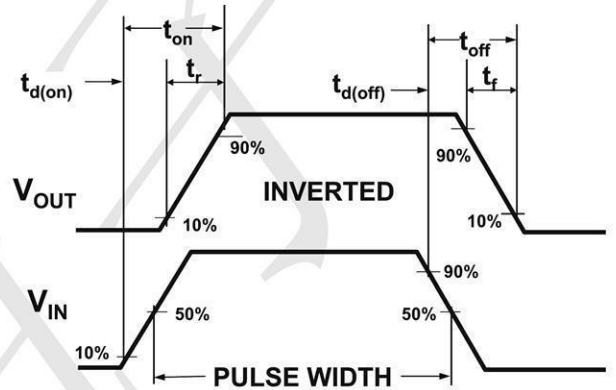 t_on t_off
t_d(on) t_r t_d(off) t_f
90% 90%
V_OUT INVERTED
10% 10%
90%
V_IN 50% 50%
10%
PULSE WIDTH